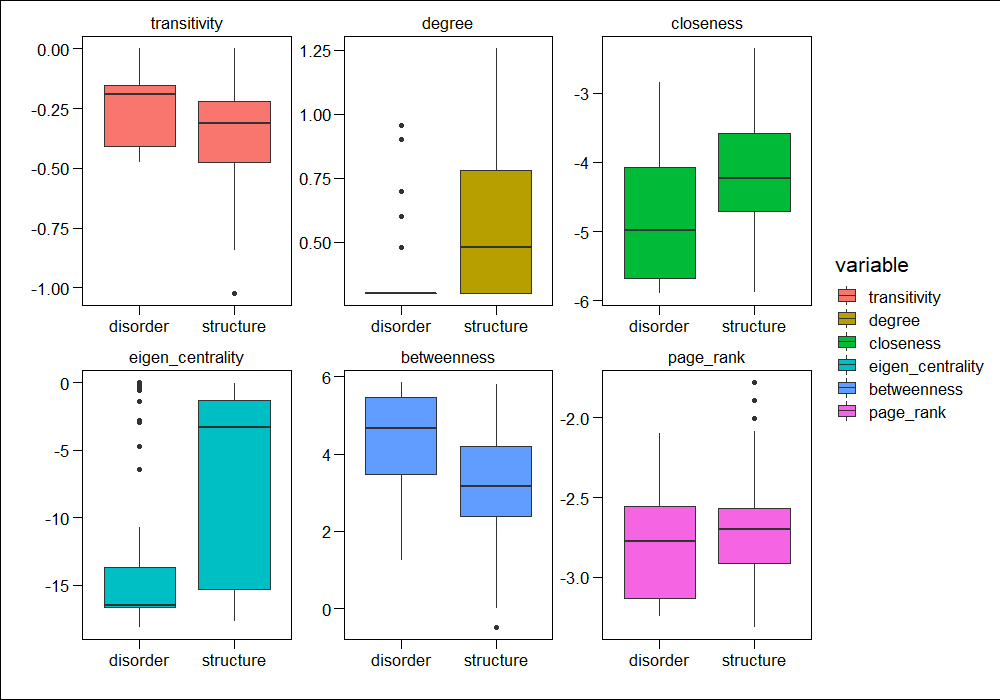 transitivity
degree
closeness
0.00
-0.25
-0.50
-0.75
-1.00
1.25
1.00
0.75
0.50
-3
-4
-5
-6
disorder
structure
disorder
structure
disorder
structure
eigen_centrality
betweenness
page_rank
0
-5
-10
-15
6
4
2
0
-2.0
-2.5
-3.0
disorder
structure
disorder
structure
disorder
structure
variable
transitivity
degree
closeness
eigen_centrality
betweenness
page_rank